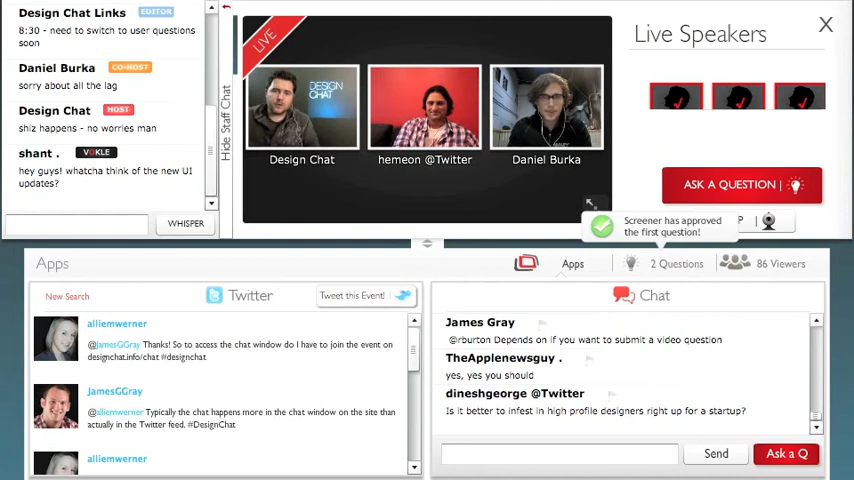 Design Chat Links EDITOR
8:30 - need to switch to user questions
soon
Daniel Burka CO-HOST
sorry about all the lag
Design Chat HOST
shiz happens - no worries man
shant . VOKLE
hey guys! whatcha think of the new UI
updates?
WHISPER
Hide Staff Chat
LIVE
DESIGN
CHAT
Design Chat
hemeon @Twitter
Daniel Burka
Live Speakers
X
ASK A QUESTION |
P |
Screener has approved
the first question!
Apps
Apps
2 Questions
86 Viewers
New Search
Twitter
Tweet this Event!
alliemwerner
@JamesGGray Thanks! So to access the chat window do I have to join the event on
designchat.info/chat #designchat
JamesGGray
@alliemwerner Typically the chat happens more in the chat window on the site than
actually in the Twitter feed. #DesignChat
alliemwerner
Chat
James Gray
@rburton Depends on if you want to submit a video question
TheApplenewsguy .
yes, yes you should
dineshgeorge @Twitter
Is it better to infest in high profile designers right up for a startup?
Send
Ask a Q